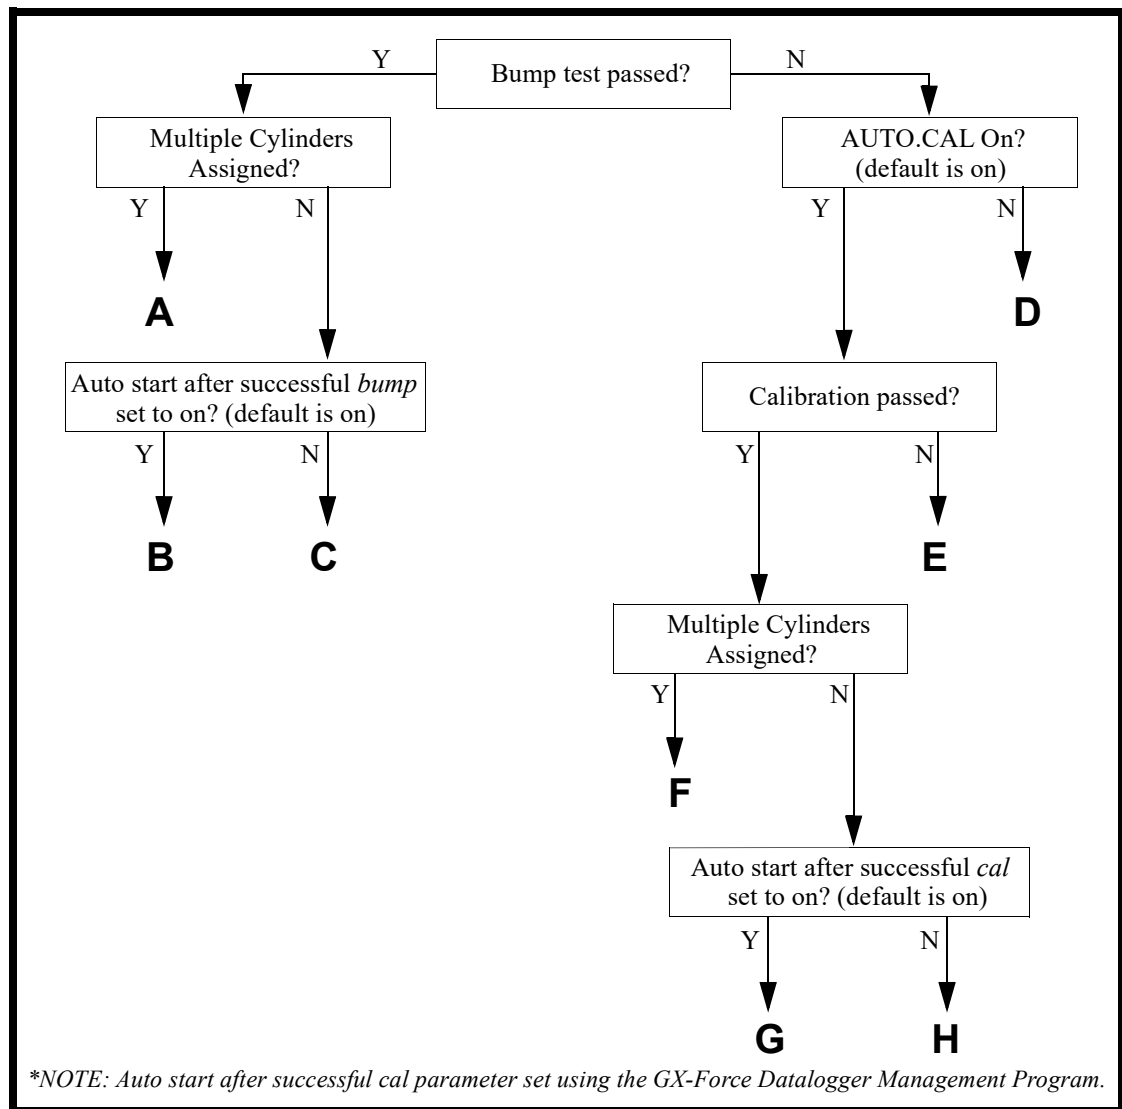 Y
Bump test passed?
N
Multiple Cylinders
Assigned?
AUTO.CAL On?
(default is on)
Y
N
Y
N
A
D
Auto start after successful bump
set to on? (default is on)
Calibration passed?
Y
N
Y
N
B
C
E
Multiple Cylinders
Assigned?
Y
N
F
Auto start after successful cal
set to on? (default is on)
Y
N
G
H
*NOTE: Auto start after successful cal parameter set using the GX-Force Datalogger Management Program.